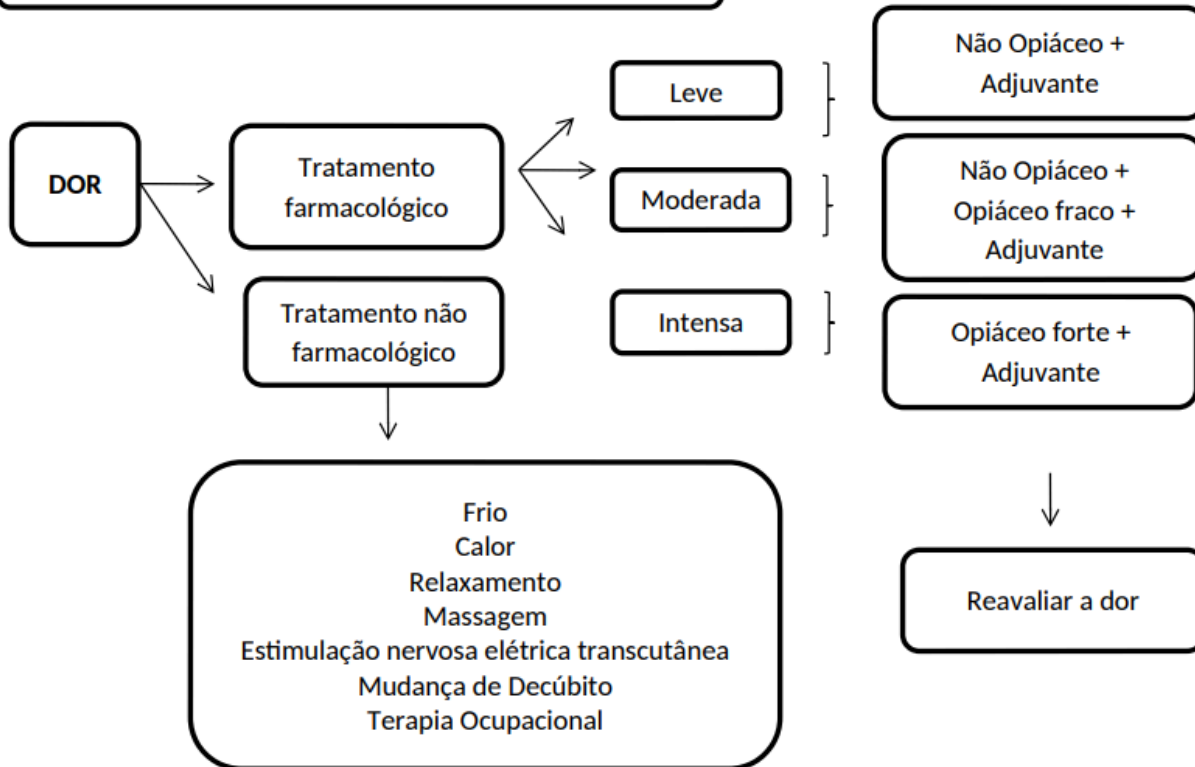 DOR
Tratamento
farmacológico
Tratamento não
farmacológico
Leve
Moderada
Intensa
Não Opiáceo +
Adjuvante
Não Opiáceo +
Opiáceo fraco +
Adjuvante
Opiáceo forte +
Adjuvante
Reavaliar a dor
Frio
Calor
Relaxamento
Massagem
Estimulação nervosa elétrica transcutânea
Mudança de Decúbito
Terapia Ocupacional